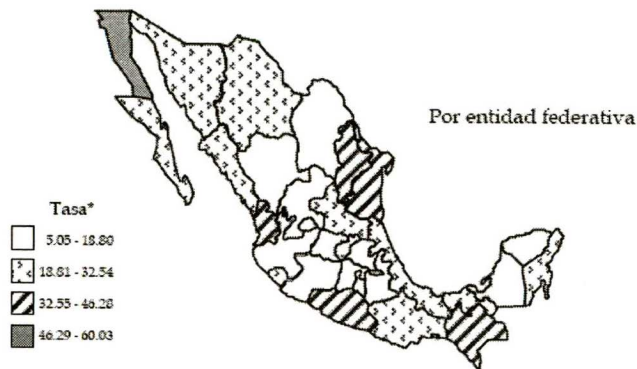 Por entidad federativa
Tasa*
5.05 - 18.80
18.81 - 32.54
32.55 - 46.28
46.29 - 60.03